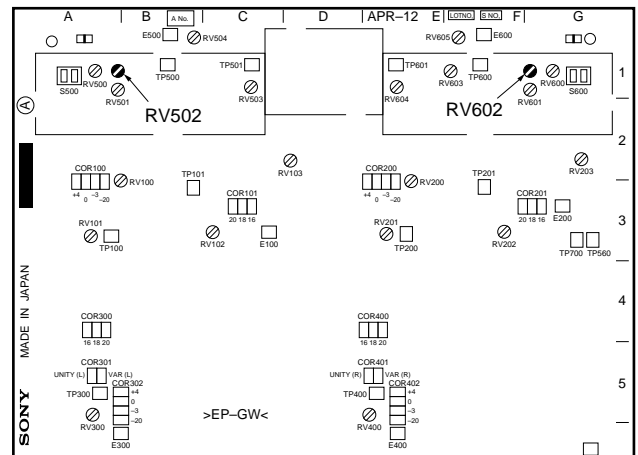 A B A No. C D APR–12 E LOTNO. S NO. F G
E500 RV504 RV605 E600
TP500 TP501 TP601 TP600
S500 RV500 RV503 RV604 RV603 RV600 S600
RV501 RV601
1
A
RV502 RV602
2
COR100 TP101 RV103 COR200 TP201 RV203
RV100 RV200
+4 –3 +4 –3
0 –20 0 –20
COR101 COR201
20 18 16 20 18 16
E200
RV101 RV201
3
TP100 RV102 E100 TP200 RV202 TP700 TP560
4
COR300 COR400
16 18 20 16 18 20
MADE IN JAPAN
COR301 COR401
UNITY (L) VAR (L) UNITY (R) VAR (R)
COR302 COR402
TP300 +4 TP400 +4
0 0
5
–3 –3
–20 –20
RV300 >EP–GW< RV400
E300 E400
SONY